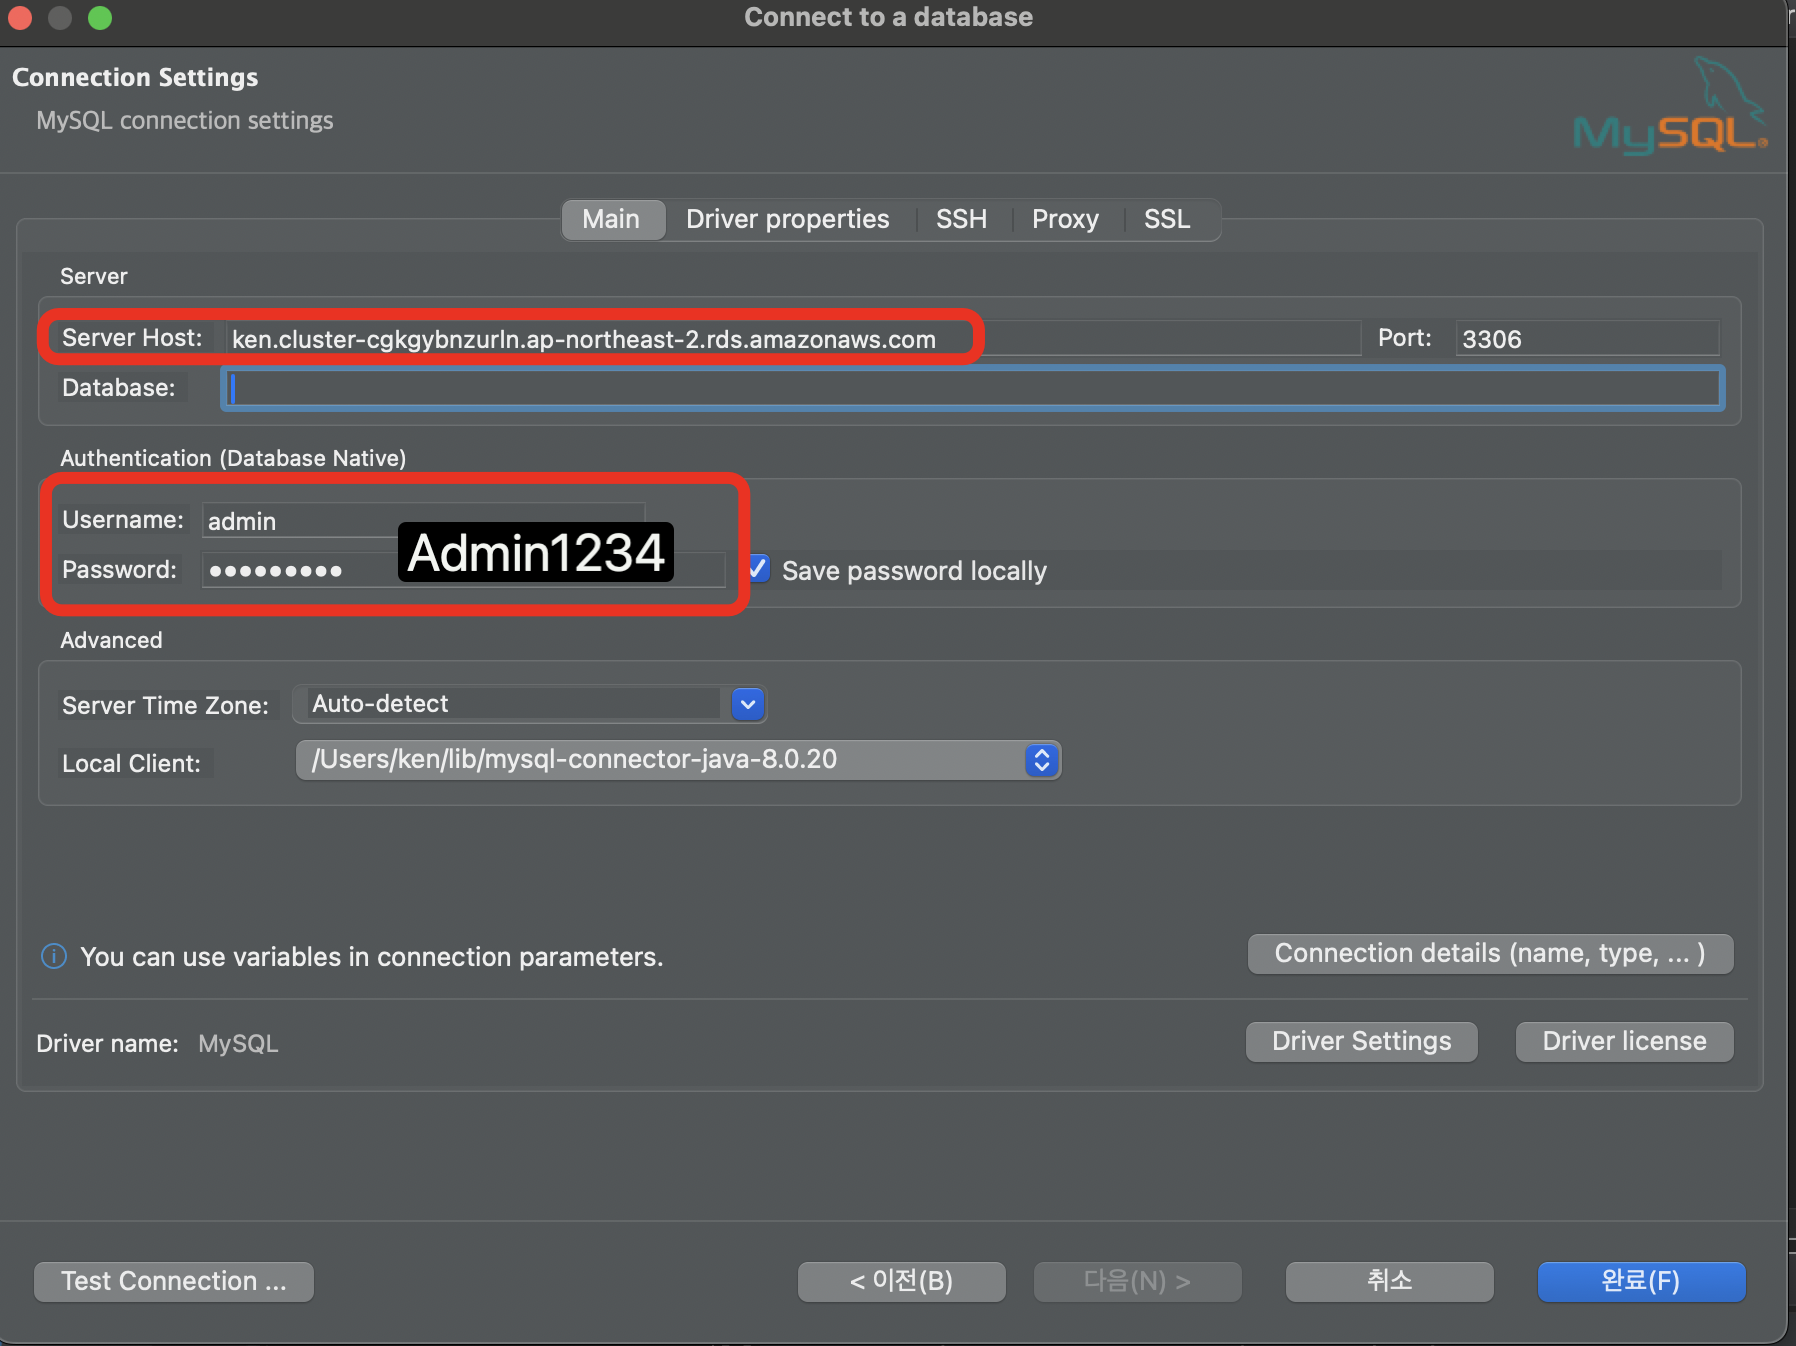 Connect to a database
Connection Settings
MySQL connection settings
MySQL®
Main Driver properties SSH Proxy SSL
Server
Server Host: ken.cluster-cgkgybnzurln.ap-northeast-2.rds.amazonaws.com Port: 3306
Database:
Authentication (Database Native)
Username: admin
Admin1234
Password: ●●●●●●●●● Save password locally
Advanced
Server Time Zone: Auto-detect
Local Client: /Users/ken/lib/mysql-connector-java-8.0.20
You can use variables in connection parameters. Connection details (name, type, ... )
Driver name: MySQL Driver Settings Driver license
Test Connection ... < 이전(B) 다음(N) > 취소 완료(F)